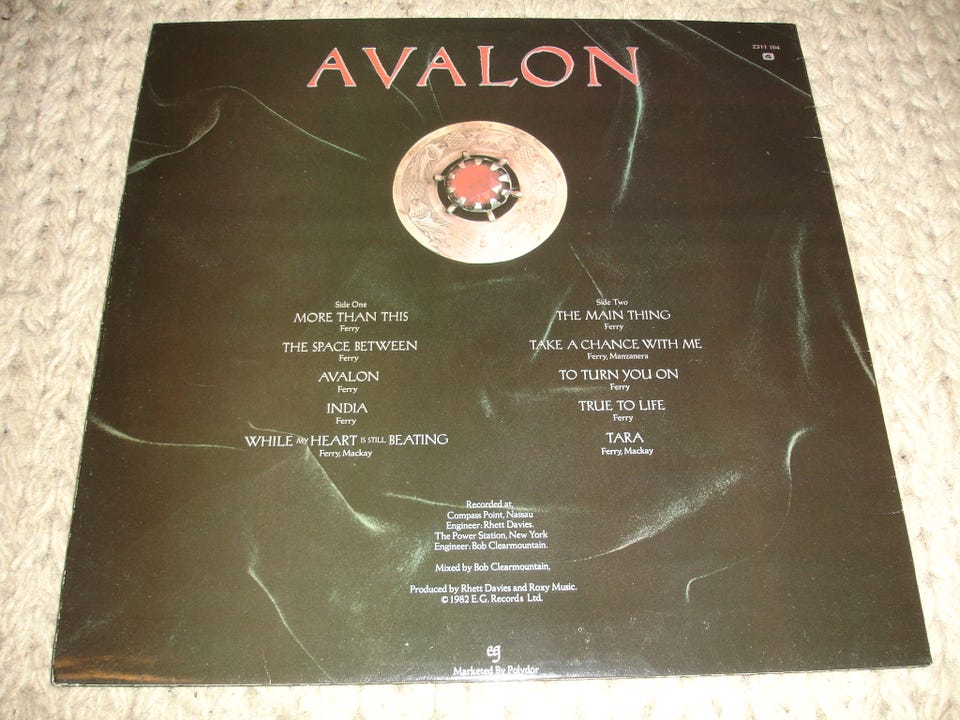 AVALON
2311 154
4
Side One
MORE THAN THIS
Ferry
THE SPACE BETWEEN
Ferry
AVALON
Ferry
INDIA
Ferry
WHILE MY HEART IS STILL BEATING
Ferry, Mackay
Side Two
THE MAIN THING
Ferry
TAKE A CHANCE WITH ME
Ferry, Manzanera
TO TURN YOU ON
Ferry
TRUE TO LIFE
Ferry
TARA
Ferry, Mackay
Recorded at,
Compass Point, Nassau
Engineer: Rhett Davies.
The Power Station, New York
Engineer: Bob Clearmountain.
Mixed by Bob Clearmountain,
Produced by Rhett Davies and Roxy Music.
© 1982 E.G. Records Ltd.
eg
Marketed By Polydor